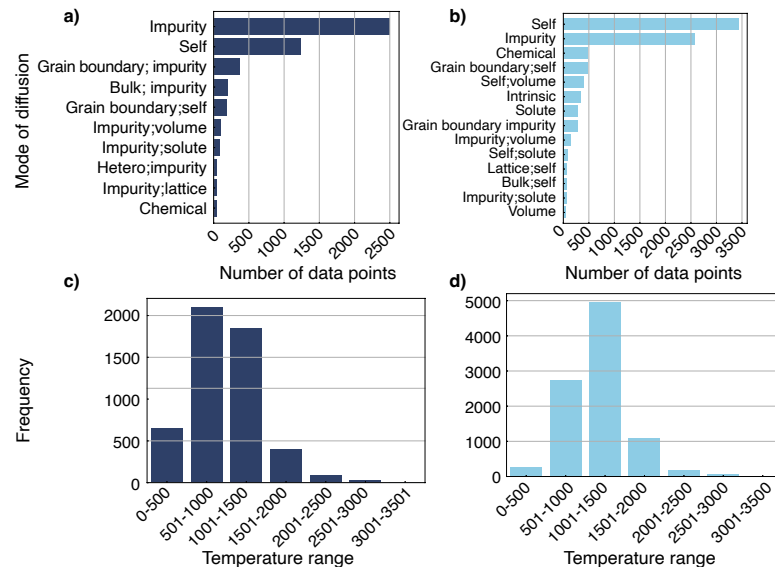 a)
Impurity
Self
Grain boundary; impurity
Bulk; impurity
Grain boundary;self
Impurity;volume
Impurity;solute
Hetero;impurity
Impurity;lattice
Chemical
Mode of diffusion
0
500
1000
1500
2000
2500
Number of data points
b)
Self
Impurity
Chemical
Grain boundary;self
Self;volume
Intrinsic
Solute
Grain boundary impurity
Impurity;volume
Self;solute
Lattice;self
Bulk;self
Impurity;solute
Volume
0
500
1000
1500
2000
2500
3000
3500
Number of data points
c)
2000
1500
1000
500
0
Frequency
0-500
501-1000
1001-1500
1501-2000
2001-2500
2501-3000
3001-3501
Temperature range
d)
5000
4000
3000
2000
1000
0
0-500
501-1000
1001-1500
1501-2000
2001-2500
2501-3000
3001-3500
Temperature range